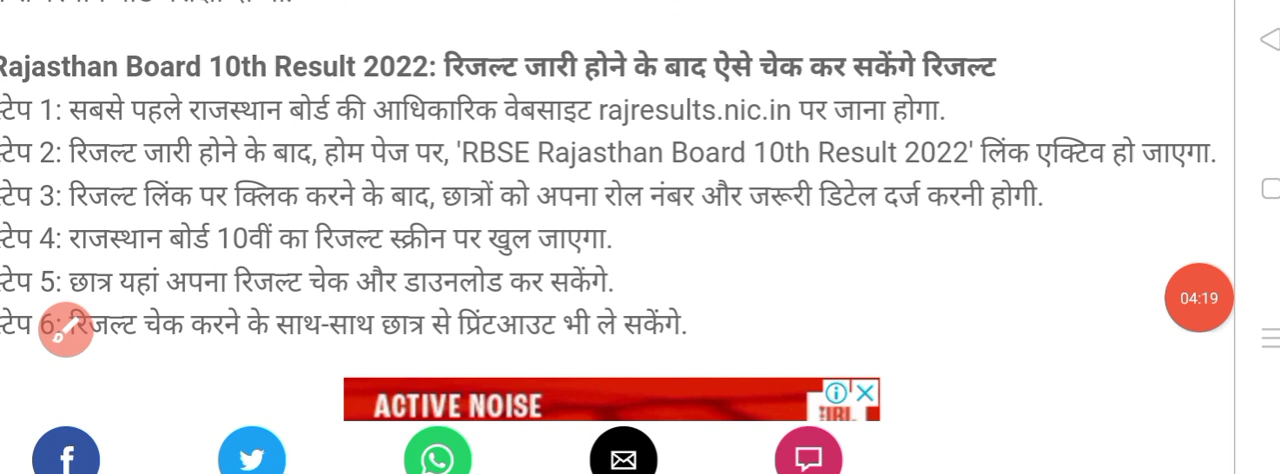 Rajasthan Board 10th Result 2022: रिजल्ट जारी होने के बाद ऐसे चेक कर सकेंगे रिजल्ट
स्टेप 1: सबसे पहले राजस्थान बोर्ड की आधिकारिक वेबसाइट rajresults.nic.in पर जाना होगा.
स्टेप 2: रिजल्ट जारी होने के बाद, होम पेज पर, 'RBSE Rajasthan Board 10th Result 2022' लिंक एक्टिव हो जाएगा.
स्टेप 3: रिजल्ट लिंक पर क्लिक करने के बाद, छात्रों को अपना रोल नंबर और जरूरी डिटेल दर्ज करनी होगी.
स्टेप 4: राजस्थान बोर्ड 10वीं का रिजल्ट स्क्रीन पर खुल जाएगा.
04:19
स्टेप 5: छात्र यहां अपना रिजल्ट चेक और डाउनलोड कर सकेंगे.
स्टेप 6: रिजल्ट चेक करने के साथ-साथ छात्र से प्रिंटआउट भी ले सकेंगे.
ACTIVE NOISE